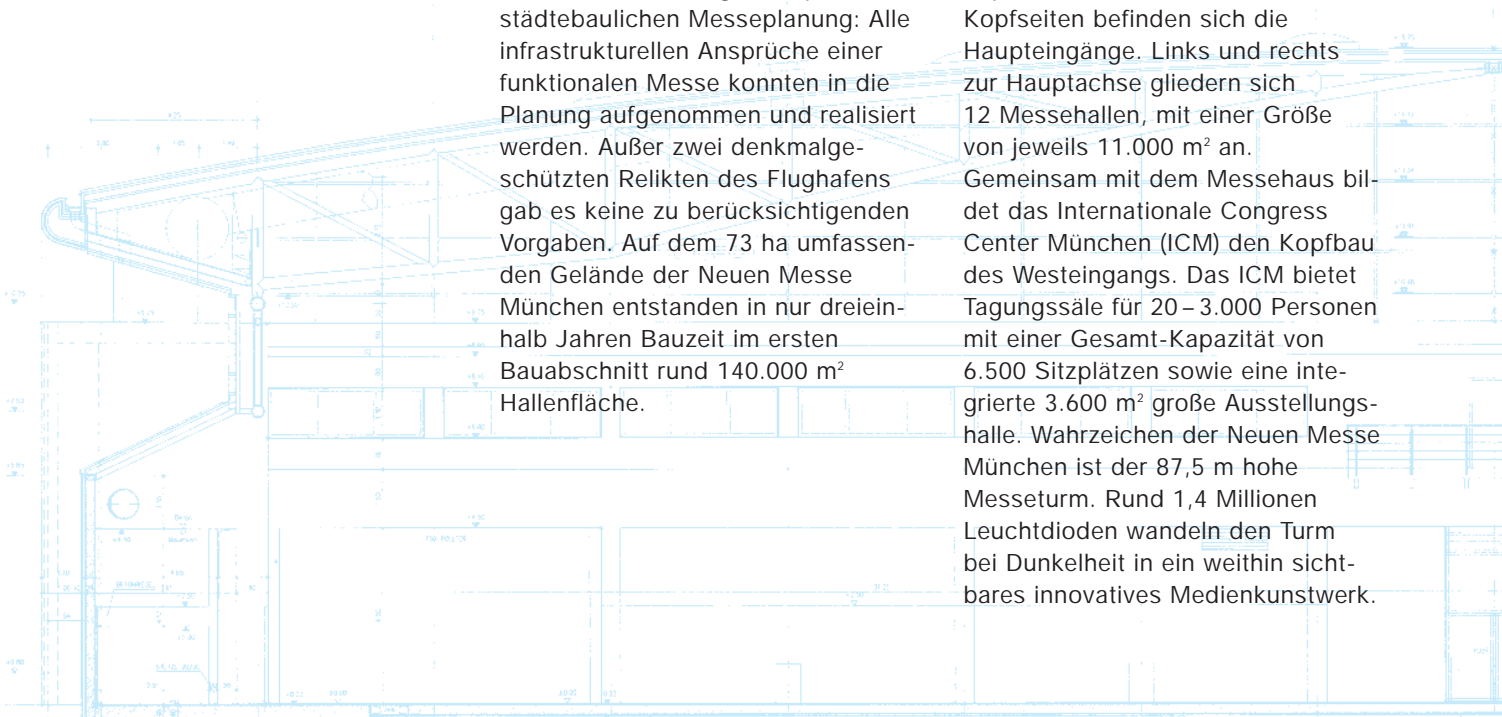 städtebaulichen Messeplanung: Alle
infrastrukturellen Ansprüche einer
funktionalen Messe konnten in die
Planung aufgenommen und realisiert
werden. Außer zwei denkmalge-
schützten Relikten des Flughafens
gab es keine zu berücksichtigenden
Vorgaben. Auf dem 73 ha umfassen-
den Gelände der Neuen Messe
München entstanden in nur dreiein-
halb Jahren Bauzeit im ersten
Bauabschnitt rund 140.000 m²
Hallenfläche.
Kopfseiten befinden sich die
Haupteingänge. Links und rechts
zur Hauptachse gliedern sich
12 Messehallen, mit einer Größe
von jeweils 11.000 m² an.
Gemeinsam mit dem Messehaus bil-
det das Internationale Congress
Center München (ICM) den Kopfbau
des Westeingangs. Das ICM bietet
Tagungssäle für 20 – 3.000 Personen
mit einer Gesamt-Kapazität von
6.500 Sitzplätzen sowie eine inte-
grierte 3.600 m² große Ausstellungs-
halle. Wahrzeichen der Neuen Messe
München ist der 87,5 m hohe
Messeturm. Rund 1,4 Millionen
Leuchtdioden wandeln den Turm
bei Dunkelheit in ein weithin sicht-
bares innovatives Medienkunstwerk.